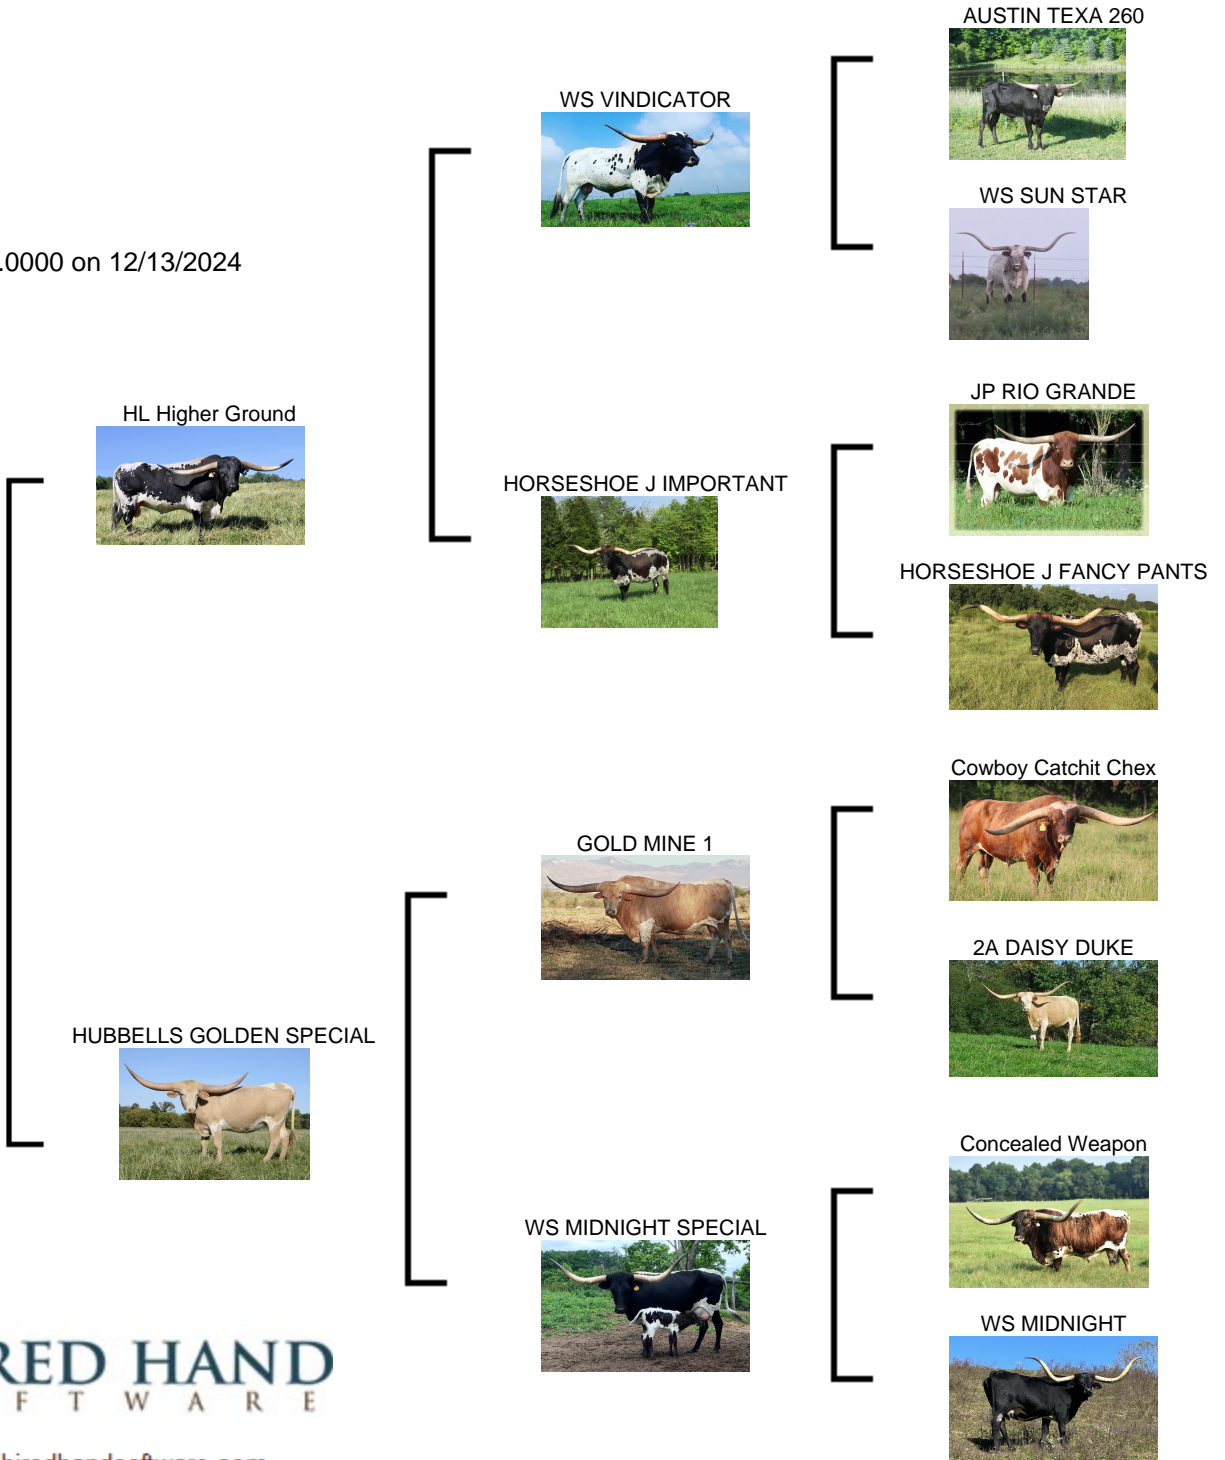 AUSTIN TEXA 260
WS VINDICATOR
WS SUN STAR
.0000 on 12/13/2024
JP RIO GRANDE
HL Higher Ground
HORSESHOE J IMPORTANT
HORSESHOE J FANCY PANTS
Cowboy Catchit Chex
GOLD MINE 1
2A DAISY DUKE
HUBBELLS GOLDEN SPECIAL
Concealed Weapon
WS MIDNIGHT SPECIAL
WS MIDNIGHT
RED HAND
FTWARE